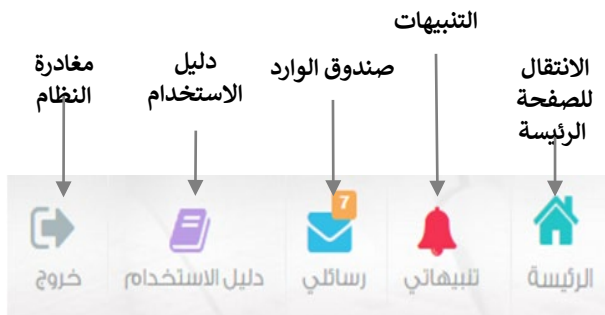 التنبيهات
الانتقال
للصفحة
الرئيسة
صندوق الوارد
دليل
الاستخدام
مغادرة
النظام
7
الرئيسة
تنبيهاتي
رسائلي
دليل الاستخدام
خروج